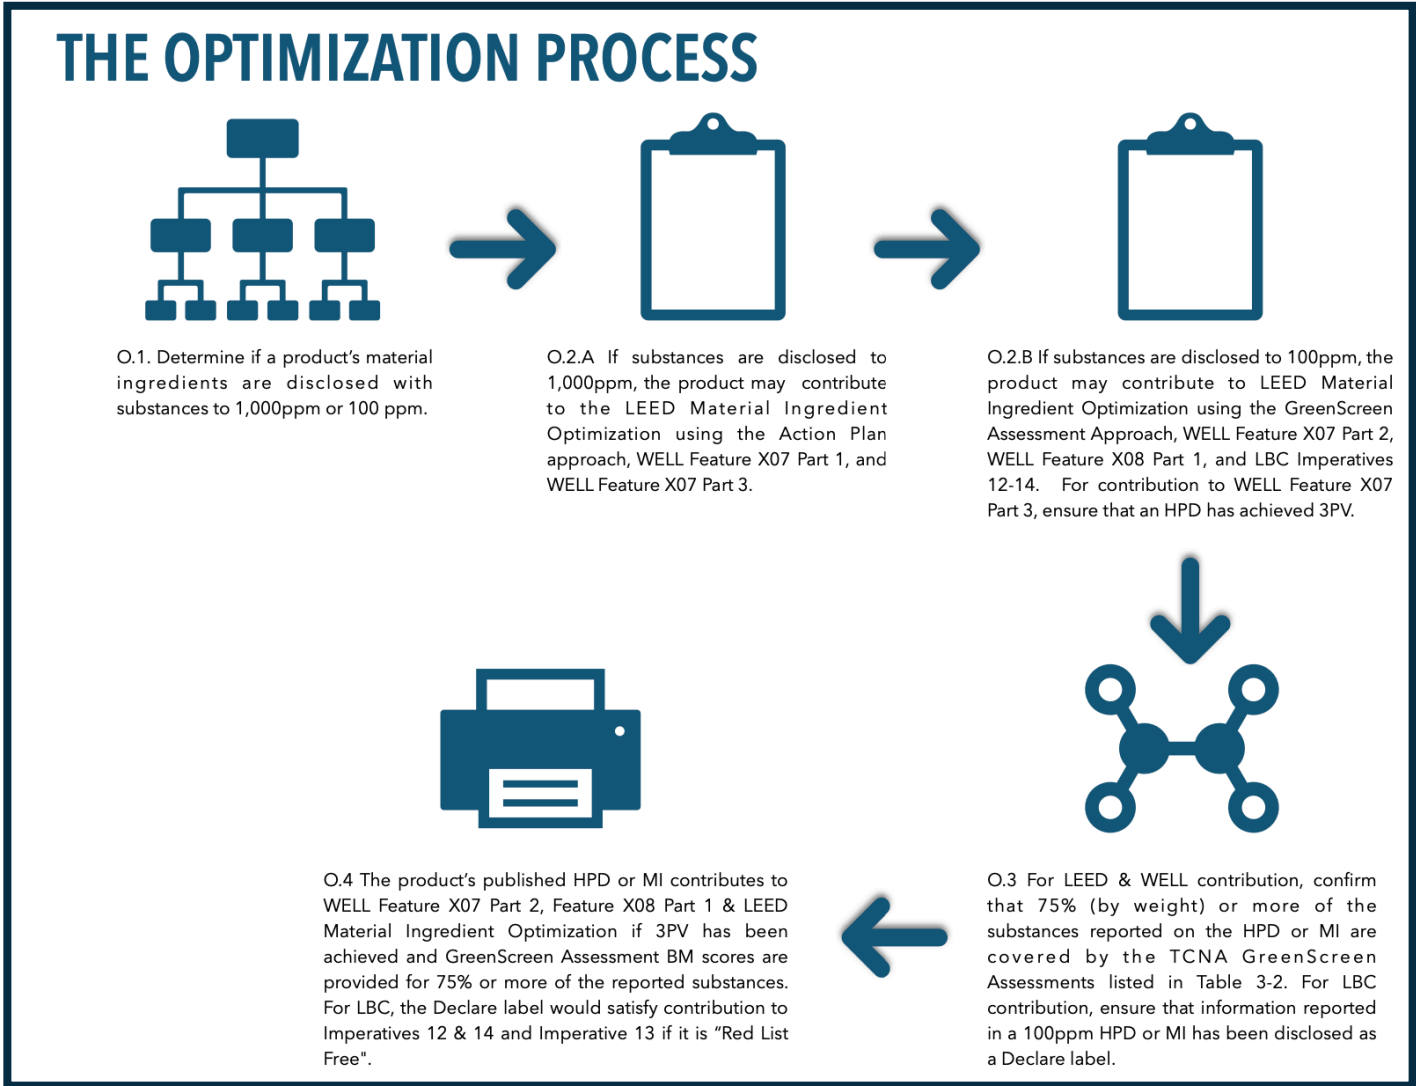 THE OPTIMIZATION PROCESS
O.1. Determine if a product's material
ingredients are disclosed with
substances to 1,000ppm or 100 ppm.
O.2.A If substances are disclosed to
1,000ppm, the product may contribute
to the LEED Material Ingredient
Optimization using the Action Plan
approach, WELL Feature X07 Part 1, and
WELL Feature X07 Part 3.
O.2.B If substances are disclosed to 100ppm, the
product may contribute to LEED Material
Ingredient Optimization using the GreenScreen
Assessment Approach, WELL Feature X07 Part 2,
WELL Feature X08 Part 1, and LBC Imperatives
12-14. For contribution to WELL Feature X07
Part 3, ensure that an HPD has achieved 3PV.
O.3 For LEED & WELL contribution, confirm
that 75% (by weight) or more of the
substances reported on the HPD or MI are
covered by the TCNA GreenScreen
Assessments listed in Table 3-2. For LBC
contribution, ensure that information reported
in a 100ppm HPD or MI has been disclosed as
a Declare label.
O.4 The product's published HPD or MI contributes to
WELL Feature X07 Part 2, Feature X08 Part 1 & LEED
Material Ingredient Optimization if 3PV has been
achieved and GreenScreen Assessment BM scores are
provided for 75% or more of the reported substances.
For LBC, the Declare label would satisfy contribution to
Imperatives 12 & 14 and Imperative 13 if it is “Red List
Free".